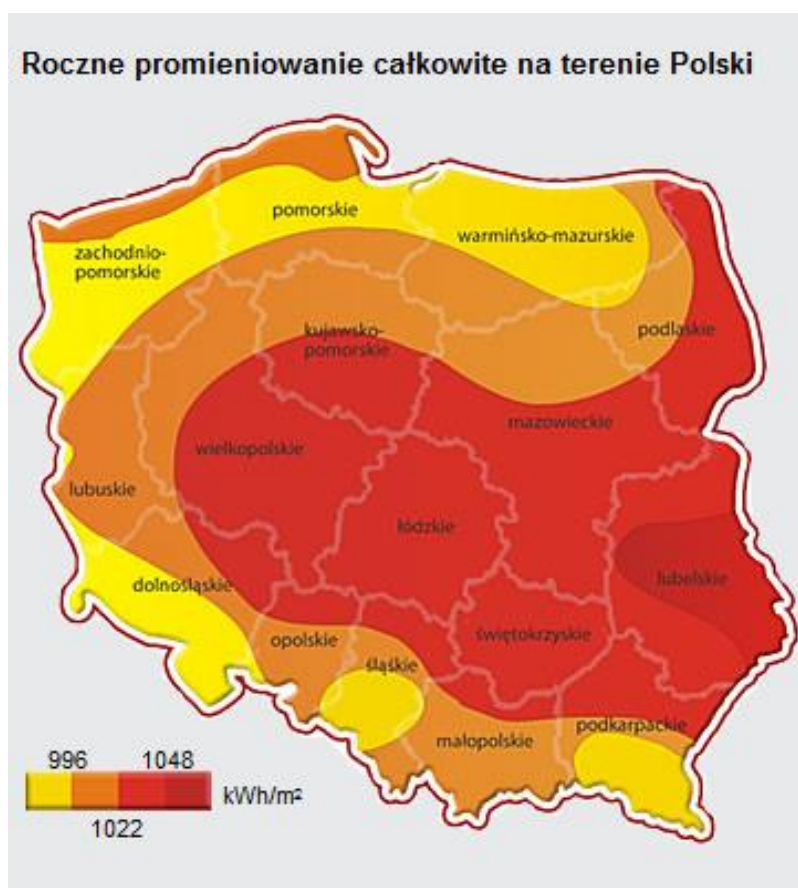 Roczne promieniowanie całkowite na terenie Polski
pomorskie
warmińsko-mazurskie
zachodnio-
pomorskie
kujawsko-
pomorskie
podlaskie
mazowieckie
wielkopolskie
lubuskie
łódzkie
dolnośląskie
lubelskie
opolskie
świętokrzyskie
śląskie
podkarpackie
małopolskie
996 1048
kWh/m²
1022